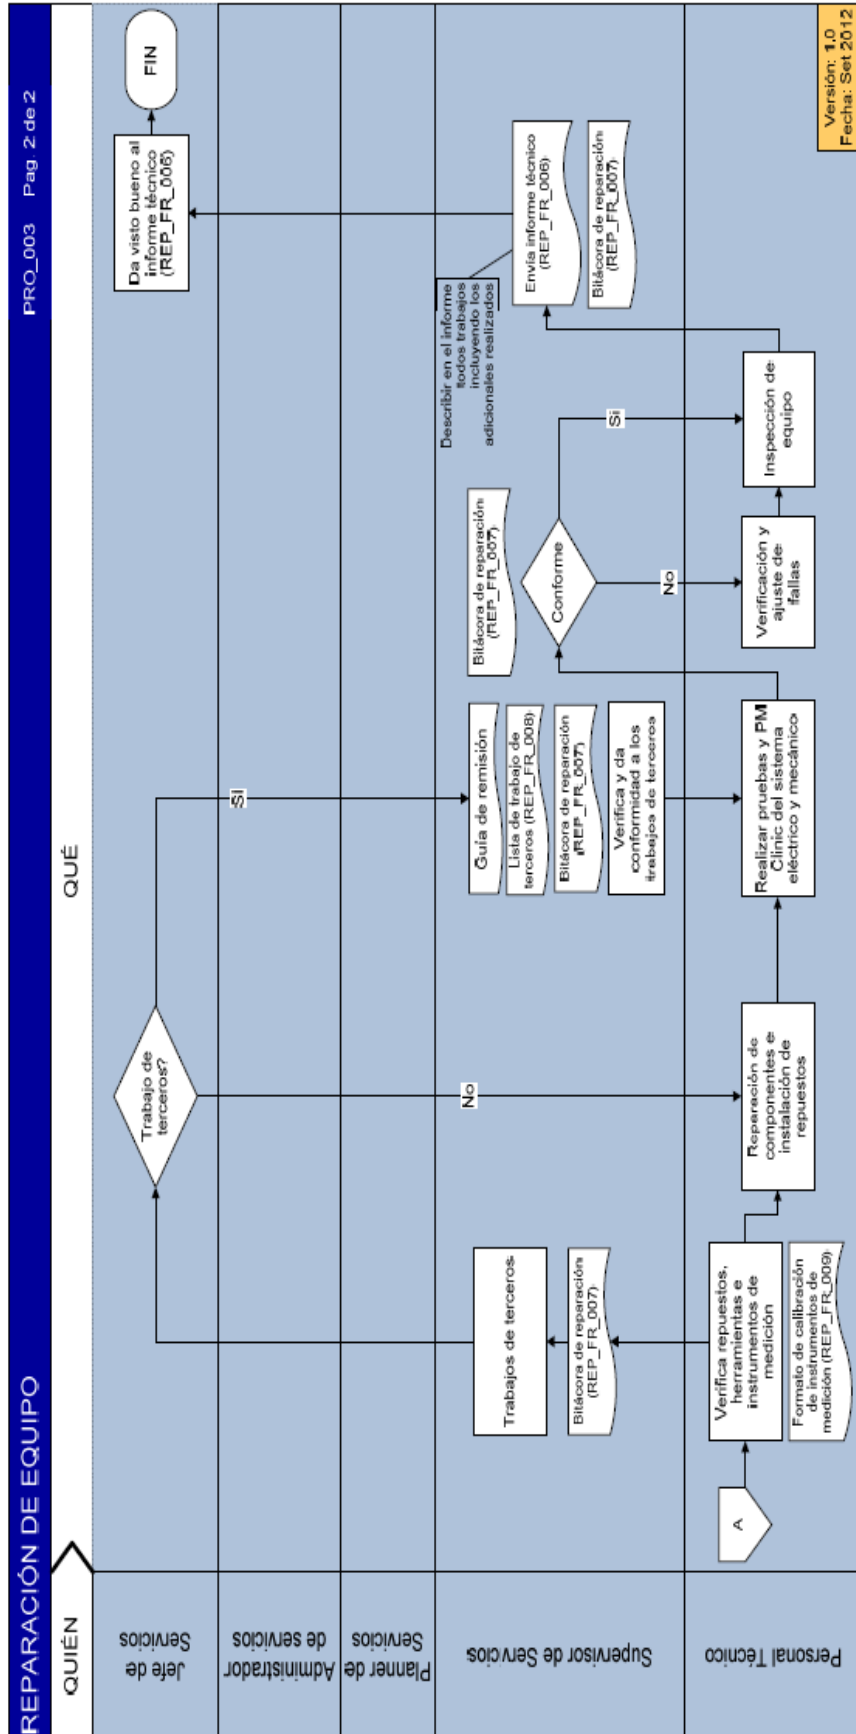 REPARACIÓN DE EQUIPO
PRO_003 Pag. 2 de 2
QUIÉN
QUÉ
Jefe de
Servicios
Trabajo de
terceros?
SI
No
Da visto bueno al
informe técnico
(REP_FR_006)
FIN
Administrador
de servicios
Planner de
Servicios
Supervisor de Servicios
Trabajos de terceros
Bitácora de reparación
(REP_FR_007)
Guia de remisión
Lista de trabajo de
terceros (REP_FR_008)
Bitácora de reparación
(REP_FR_007)
Verifica y da
conformidad a los
trabajos de terceros
Bitácora de reparación
(REP_FR_007)
Conforme
No
Si
Describir en el informe
todos trabajos
incluyendo los
adicionales realizados
Envía informe técnico
(REP_FR_006)
Bitácora de reparación
(REP_FR_007)
Personal Técnico
A
Verifica repuestos,
herramientas e
instrumentos de
medición
Formato de calibración
de instrumentos de
medición (REP_FR_009)
Reparación de
componentes e
instalación de
repuestos
Realizar pruebas y PM
Clinic del sistema
eléctrico y mecánico
Verificación y
ajuste de
fallas
Inspección de
equipo
Versión: 1.0
Fecha: Set 2012